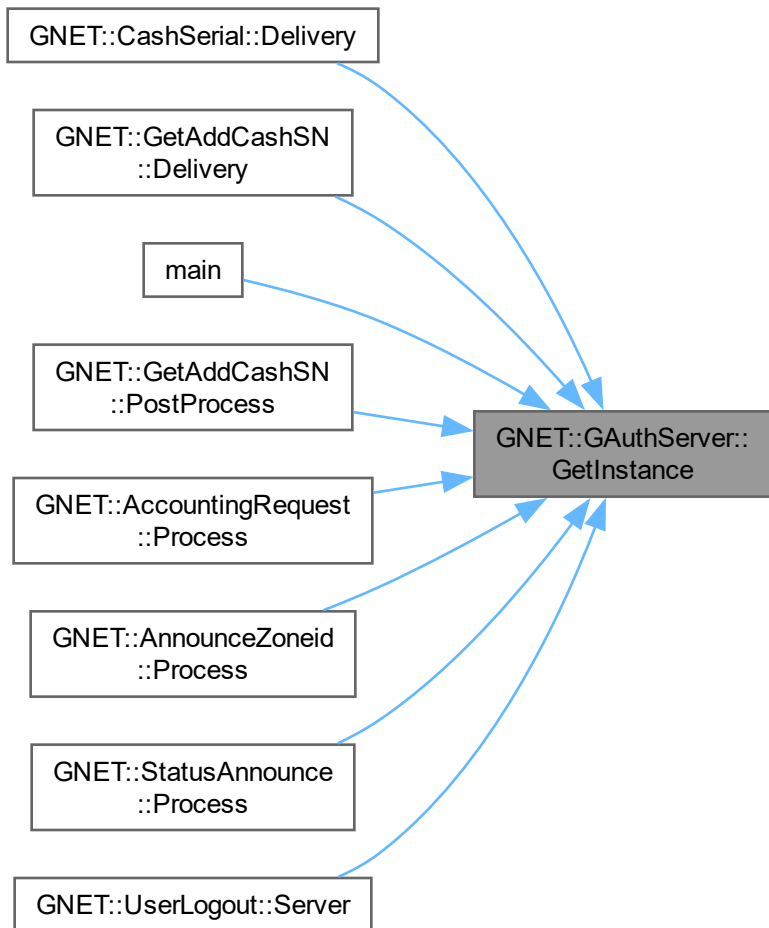 GNET::CashSerial::Delivery
GNET::GetAddCashSN
::Delivery
main
GNET::GetAddCashSN
::PostProcess
GNET::GAuthServer::
GetInstance
GNET::AccountingRequest
::Process
GNET::AnnounceZoneid
::Process
GNET::StatusAnnounce
::Process
GNET::UserLogout::Server